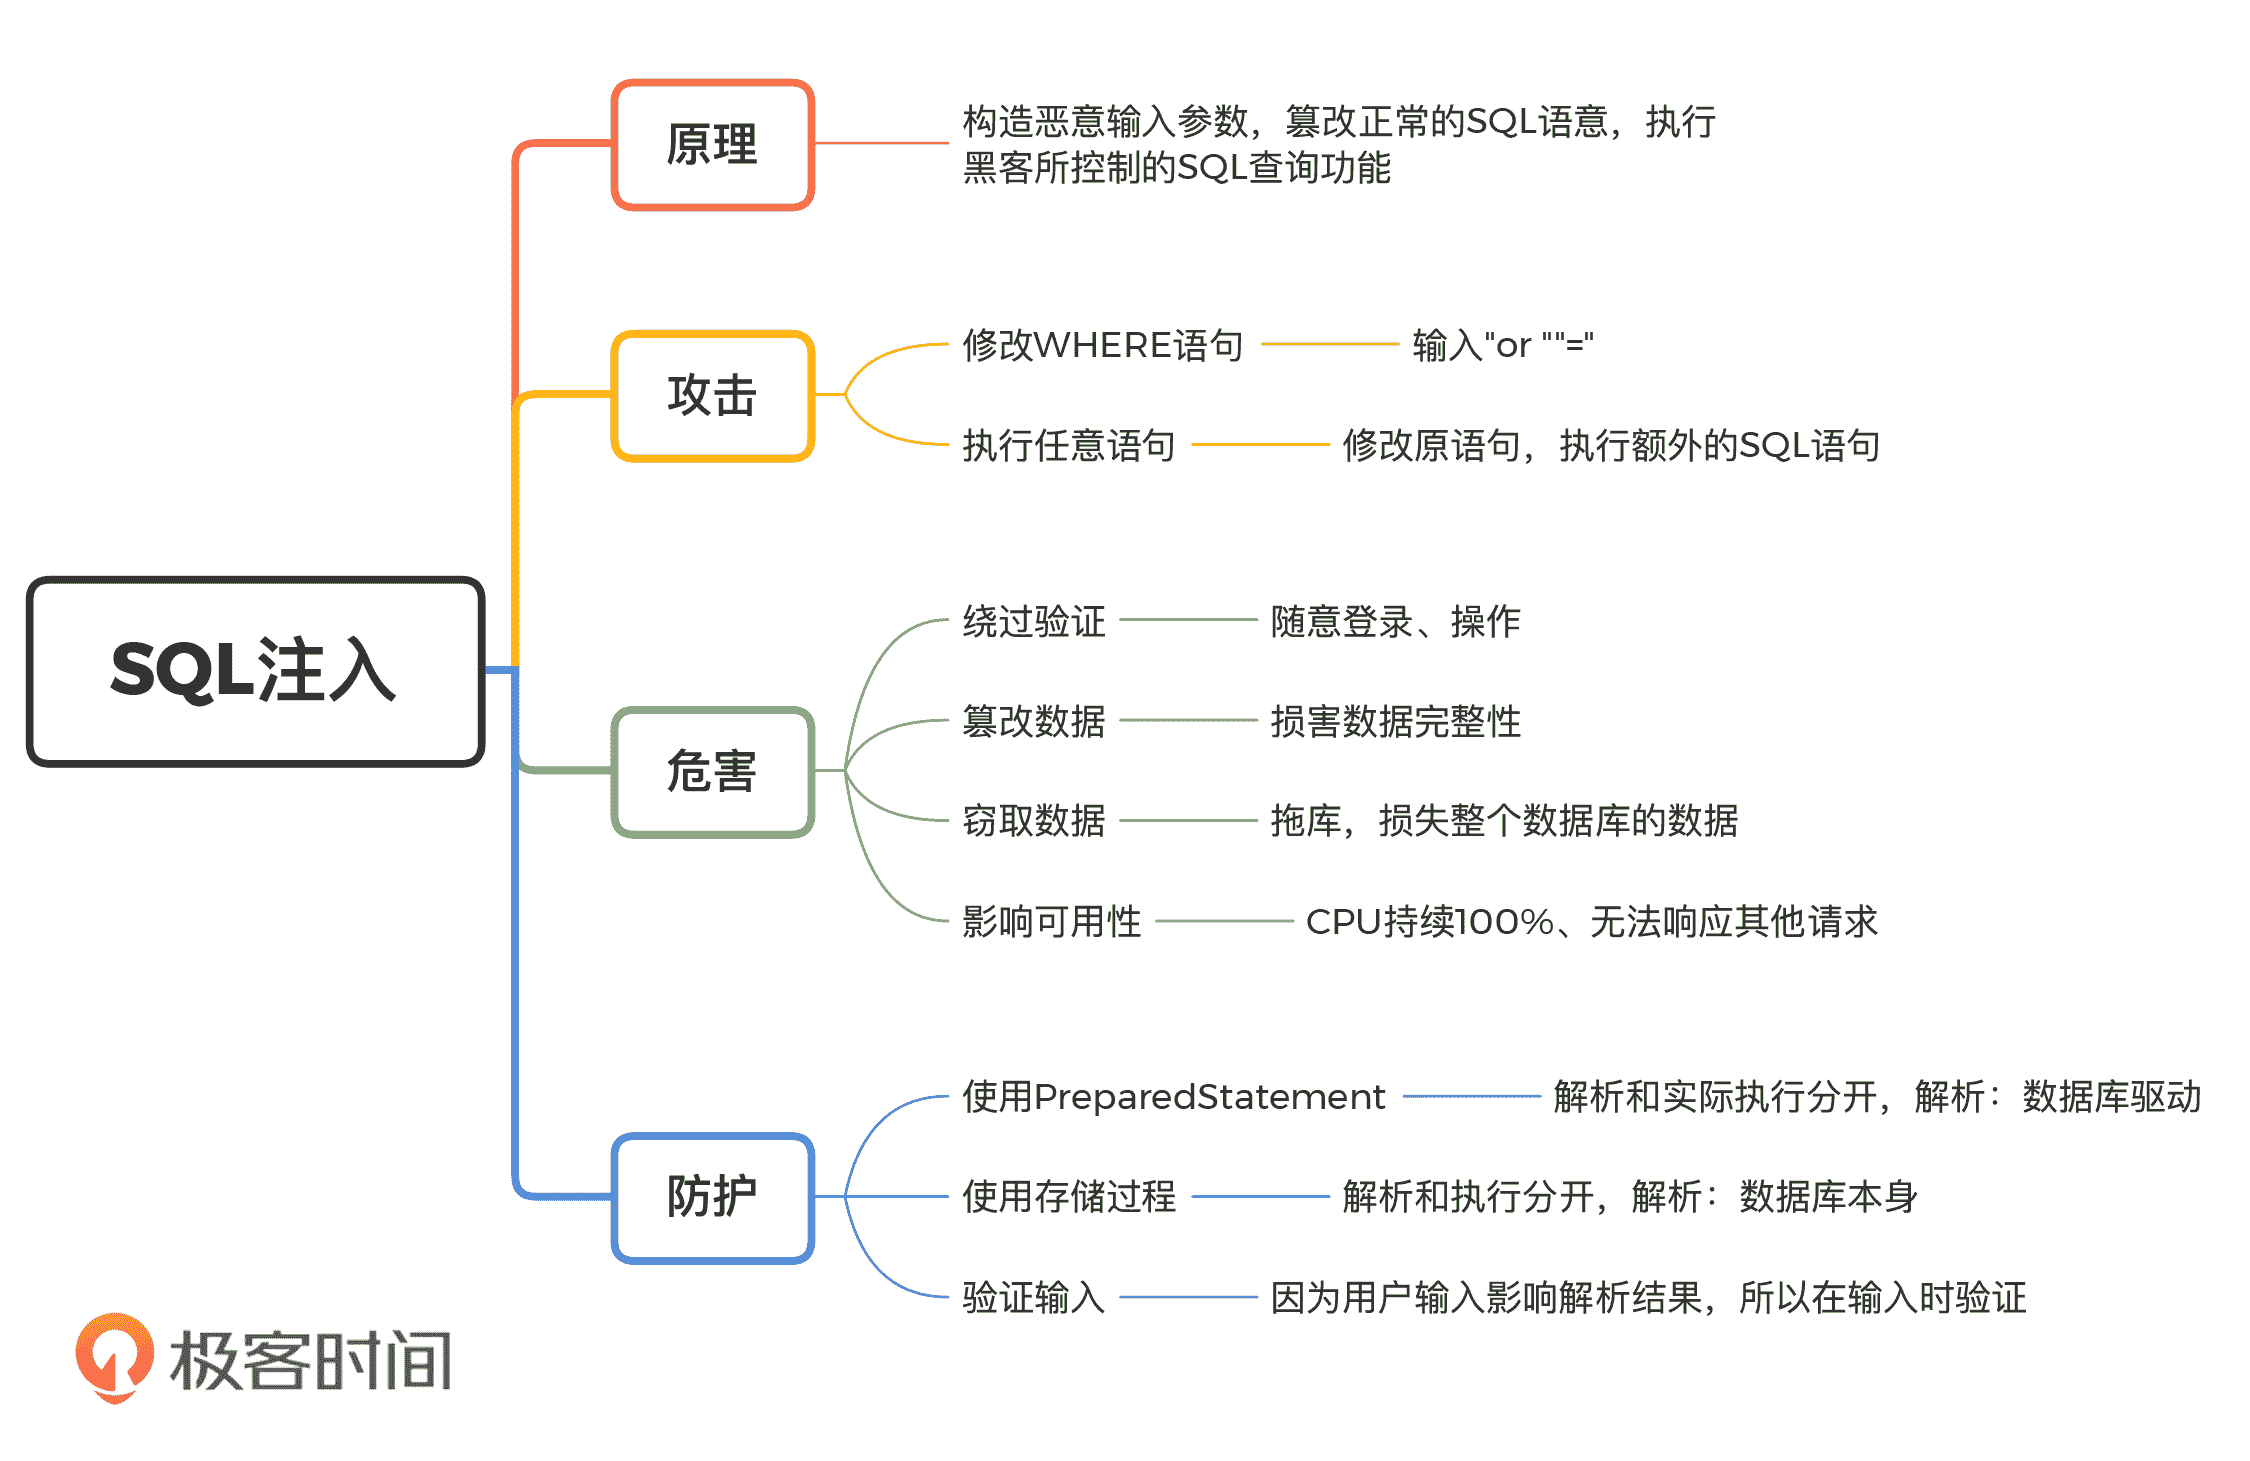 原理
构造恶意输入参数，篡改正常的SQL语意，执行
黑客所控制的SQL查询功能
攻击
修改WHERE语句
输入"or ""="
执行任意语句
修改原语句，执行额外的SQL语句
SQL注入
危害
绕过验证
随意登录、操作
篡改数据
损害数据完整性
窃取数据
拖库，损失整个数据库的数据
影响可用性
CPU持续100%、无法响应其他请求
防护
使用PreparedStatement
解析和实际执行分开，解析：数据库驱动
使用存储过程
解析和执行分开，解析：数据库本身
验证输入
因为用户输入影响解析结果，所以在输入时验证
极客时间